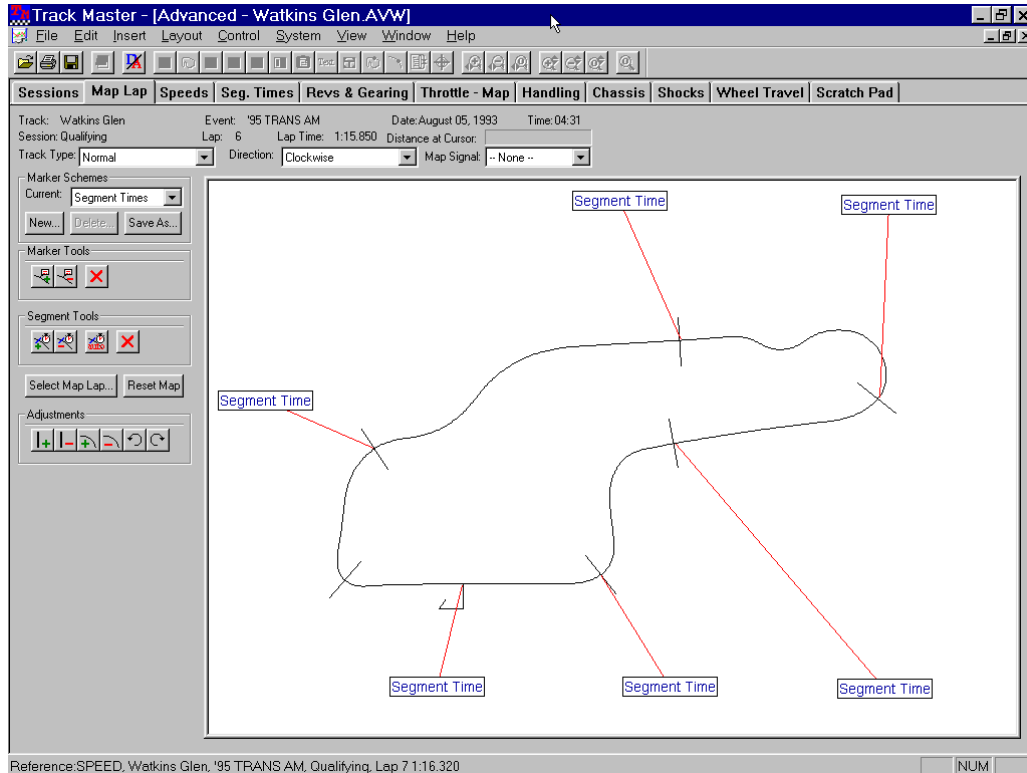 Track Master - [Advanced - Watkins Glen.AVW]
File Edit Insert Layout Control System View Window Help
Text
Sessions Map Lap Speeds Seg. Times Revs & Gearing Throttle - Map Handling Chassis Shocks Wheel Travel Scratch Pad
Track: Watkins Glen Event: '95 TRANS AM Date:August 05, 1993 Time:04:31
Session:Qualifying Lap: 6 Lap Time: 1:15.850 Distance at Cursor:
Track Type: Normal Direction: Clockwise Map Signal: -- None --
Marker Schemes
Current: Segment Times
New... Delete... Save As...
Marker Tools
Segment Tools
Select Map Lap... Reset Map
Adjustments
Segment Time
Segment Time
Segment Time
Segment Time
Segment Time
Segment Time
Reference:SPEED, Watkins Glen, '95 TRANS AM, Qualifying, Lap 7 1:16.320
NUM